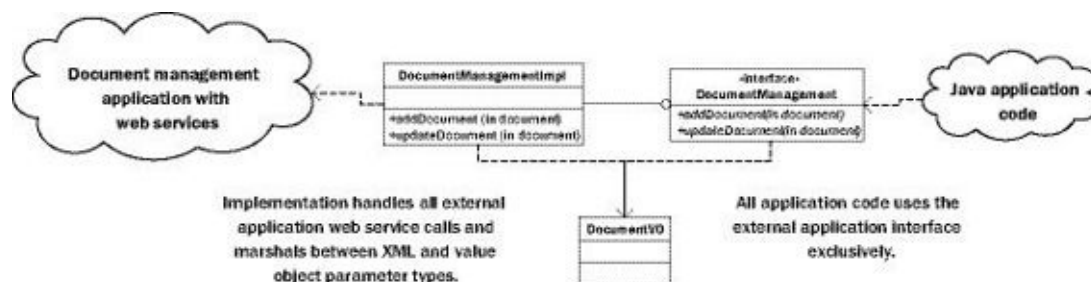 Document management
application with
web services
DocumentManagementImpl
+addDocument (in document)
+updateDocument (in document)
«interface»
DocumentManagement
+addDocument(in document)
+updateDocument(in document)
Java application
code
Implementation handles all external
application web service calls and
marshals between XML and value
object parameter types.
DocumentVO
All application code uses the
external application interface
exclusively.